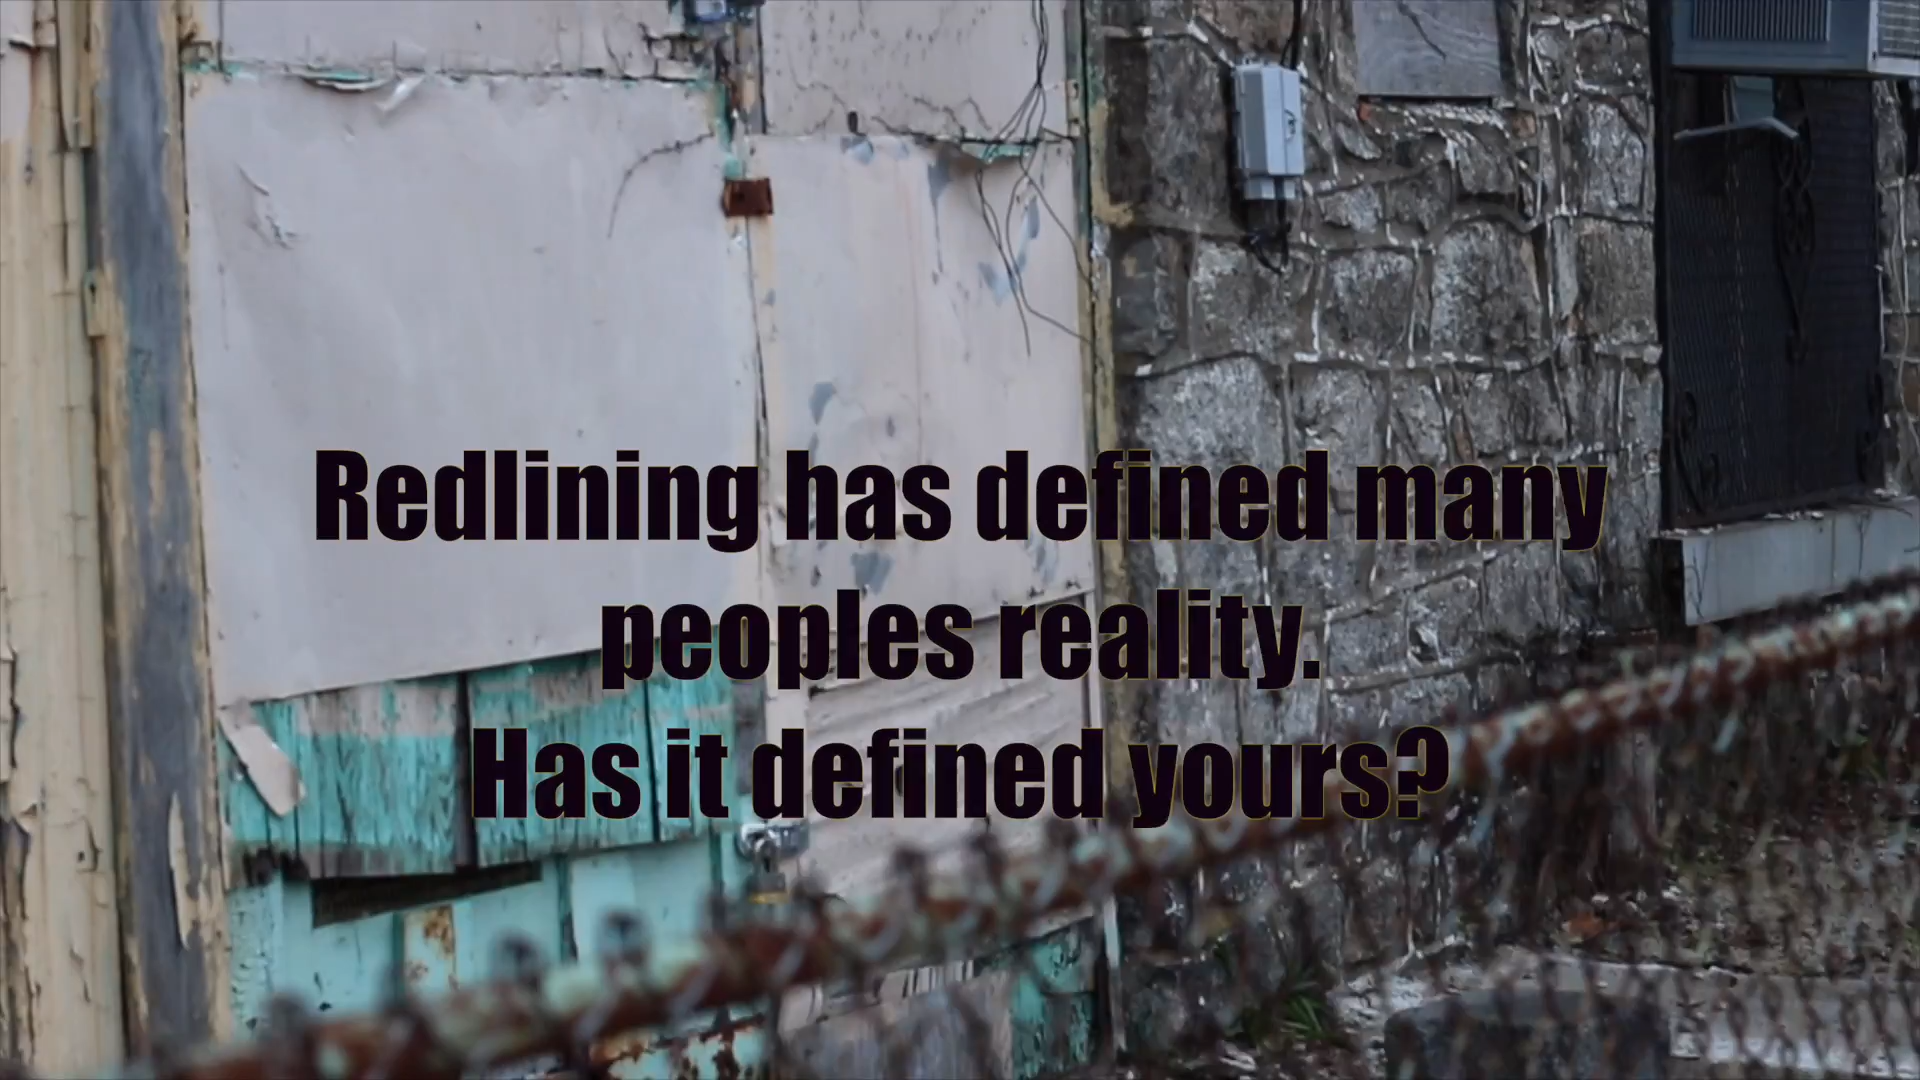 Redlining has defined many
peoples reality.
Has it defined yours?